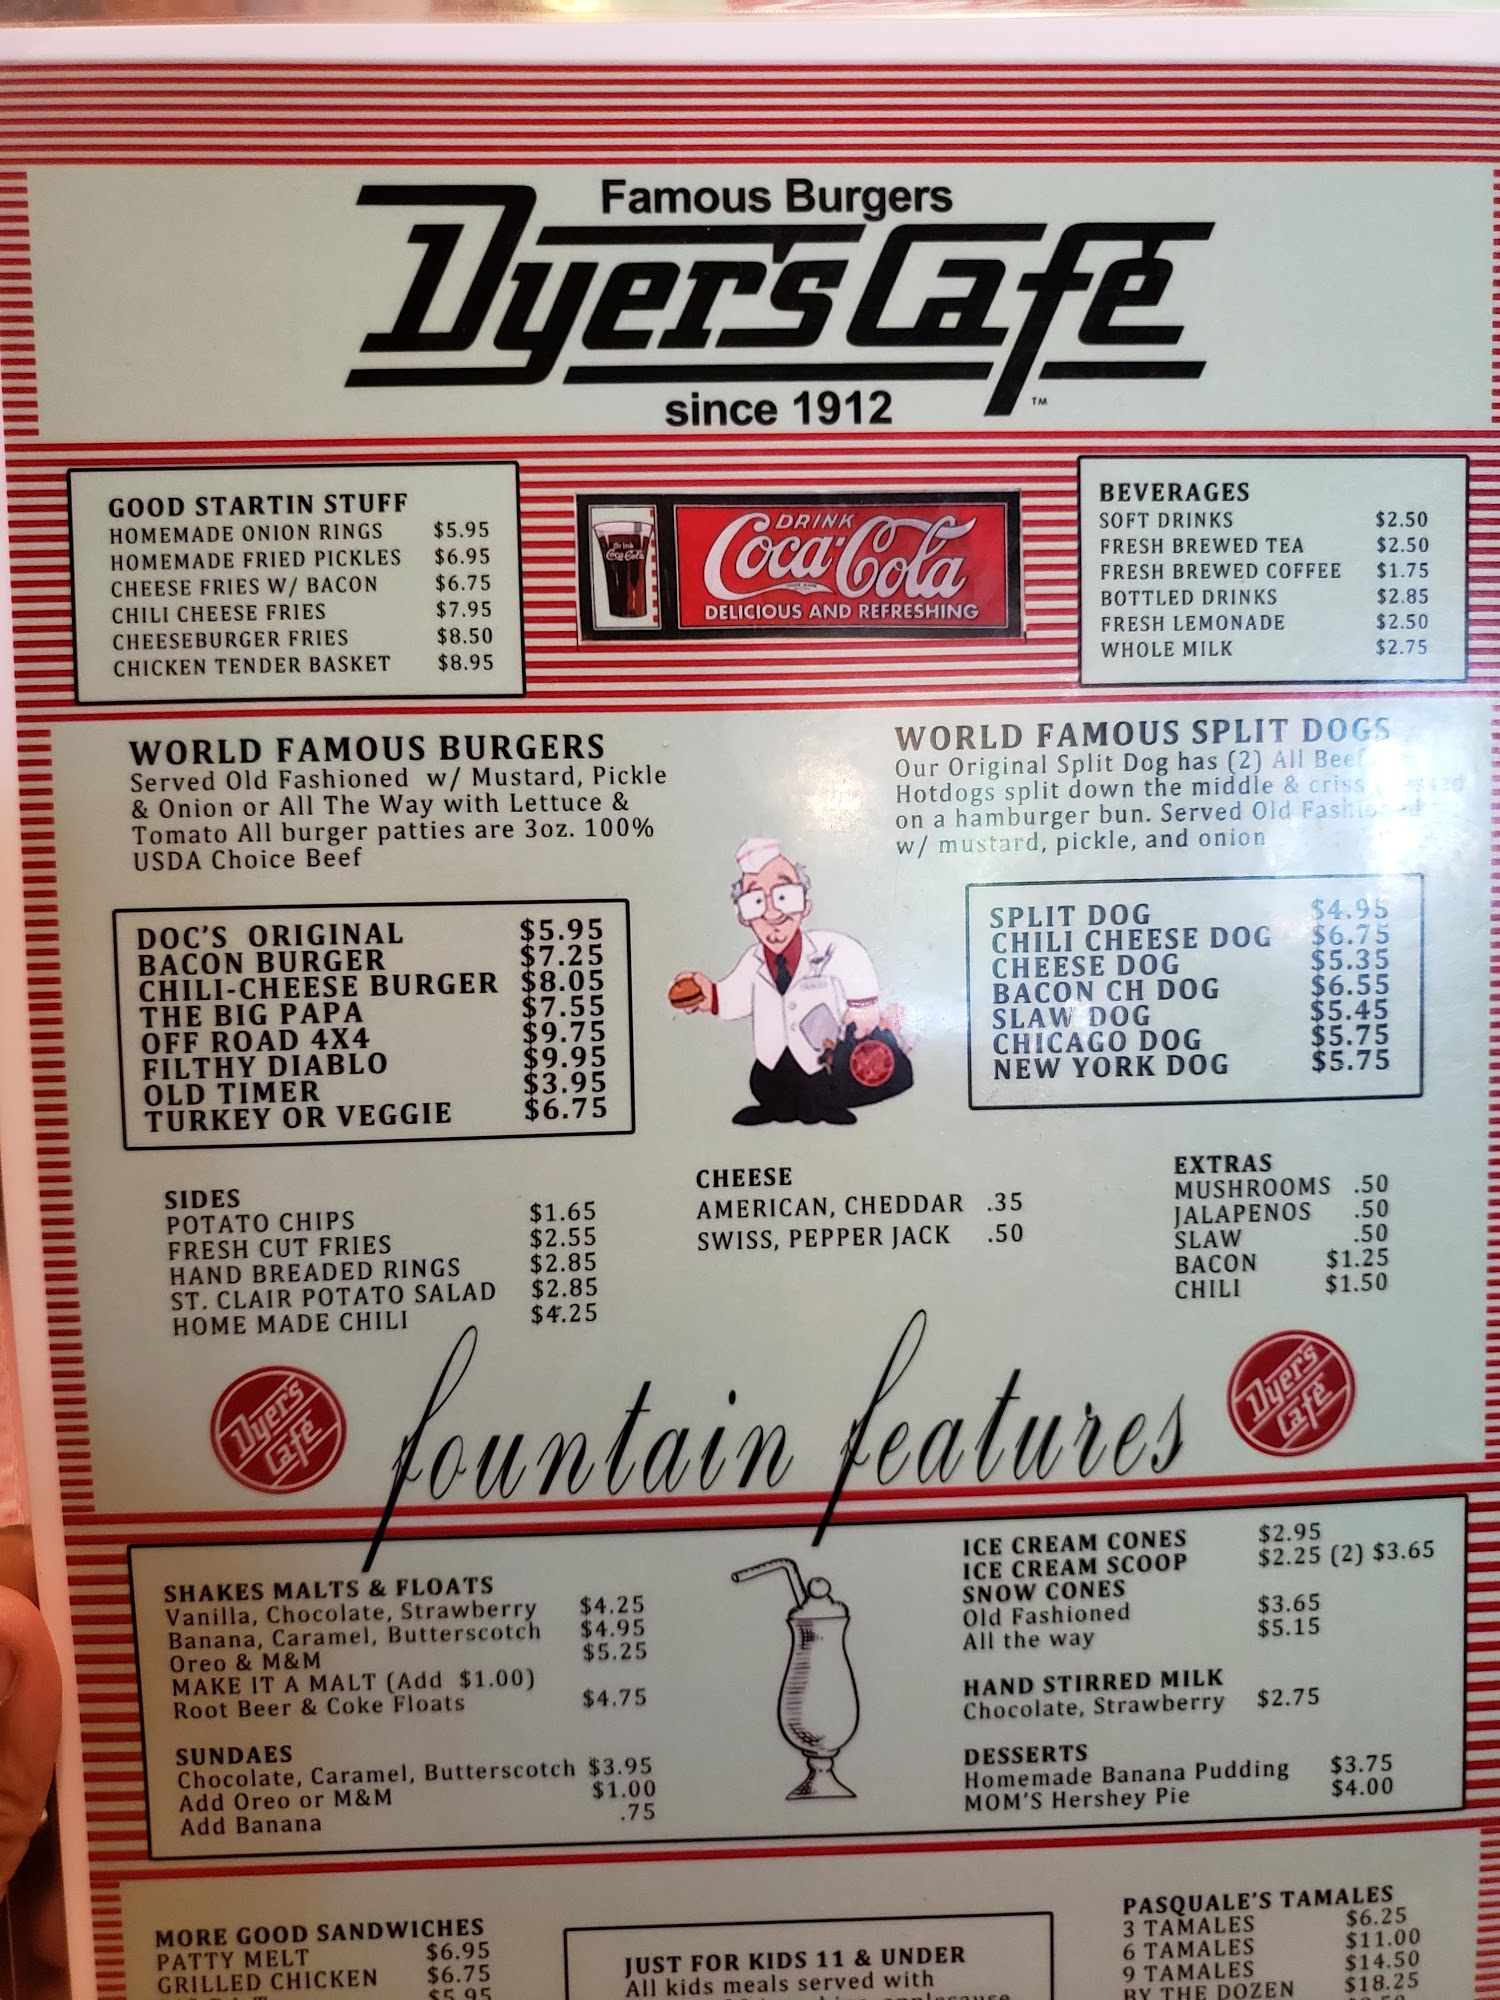 Famous Burgers
Dyer's Cafe
since 1912
TM
GOOD STARTIN STUFF
HOMEMADE ONION RINGS $5.95
HOMEMADE FRIED PICKLES $6.95
CHEESE FRIES W/ BACON $6.75
CHILI CHEESE FRIES $7.95
CHEESEBURGER FRIES $8.50
CHICKEN TENDER BASKET $8.95
Drink
Coca-Cola
DRINK
Coca-Cola
DELICIOUS AND REFRESHING
BEVERAGES
SOFT DRINKS $2.50
FRESH BREWED TEA $2.50
FRESH BREWED COFFEE $1.75
BOTTLED DRINKS $2.85
FRESH LEMONADE $2.50
WHOLE MILK $2.75
WORLD FAMOUS BURGERS
Served Old Fashioned w/ Mustard, Pickle
& Onion or All The Way with Lettuce &
Tomato All burger patties are 3oz. 100%
USDA Choice Beef
DOC'S ORIGINAL $5.95
BACON BURGER $7.25
CHILI-CHEESE BURGER $8.05
THE BIG PAPA $7.55
OFF ROAD 4X4 $9.75
FILTHY DIABLO $9.95
OLD TIMER $3.95
TURKEY OR VEGGIE $6.75
WORLD FAMOUS SPLIT DOGS
Our Original Split Dog has (2) All Beef
Hotdogs split down the middle &
on a hamburger bun. Served Old Fashioned
w/ mustard, pickle, and onion
SPLIT DOG $4.95
CHILI CHEESE DOG $6.75
CHEESE DOG $5.35
BACON CH DOG $6.55
SLAW DOG $5.45
CHICAGO DOG $5.75
NEW YORK DOG $5.75
SIDES
POTATO CHIPS $1.65
FRESH CUT FRIES $2.55
HAND BREADED RINGS $2.85
ST. CLAIR POTATO SALAD $2.85
HOME MADE CHILI $4.25
CHEESE
AMERICAN, CHEDDAR .35
SWISS, PEPPER JACK .50
EXTRAS
MUSHROOMS .50
JALAPENOS .50
SLAW .50
BACON $1.25
CHILI $1.50
Dyer's
Cafe
fountain features
Dyer's
Cafe
SHAKES MALTS & FLOATS
Vanilla, Chocolate, Strawberry $4.25
Banana, Caramel, Butterscotch $4.95
Oreo & M&M $5.25
MAKE IT A MALT (Add $1.00)
Root Beer & Coke Floats $4.75
SUNDAES
Chocolate, Caramel, Butterscotch $3.95
Add Oreo or M&M $1.00
Add Banana .75
ICE CREAM CONES $2.95
ICE CREAM SCOOP $2.25 (2) $3.65
SNOW CONES
Old Fashioned $3.65
All the way $5.15
HAND STIRRED MILK
Chocolate, Strawberry $2.75
DESSERTS
Homemade Banana Pudding $3.75
MOM'S Hershey Pie $4.00
MORE GOOD SANDWICHES
PATTY MELT $6.95
GRILLED CHICKEN $6.75
$5.95
JUST FOR KIDS 11 & UNDER
All kids meals served with
PASQUALE'S TAMALES
3 TAMALES $6.25
6 TAMALES $11.00
9 TAMALES $14.50
BY THE DOZEN $18.25